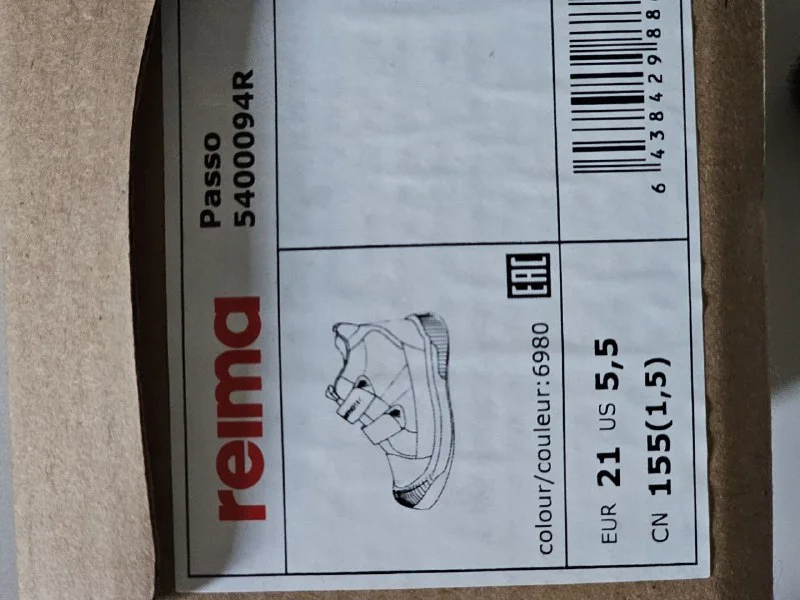 reima
Passo
5400094R
colour/couleur:6980
EAC
EUR 21 US 5,5
CN 155(1,5)
6 438429 88